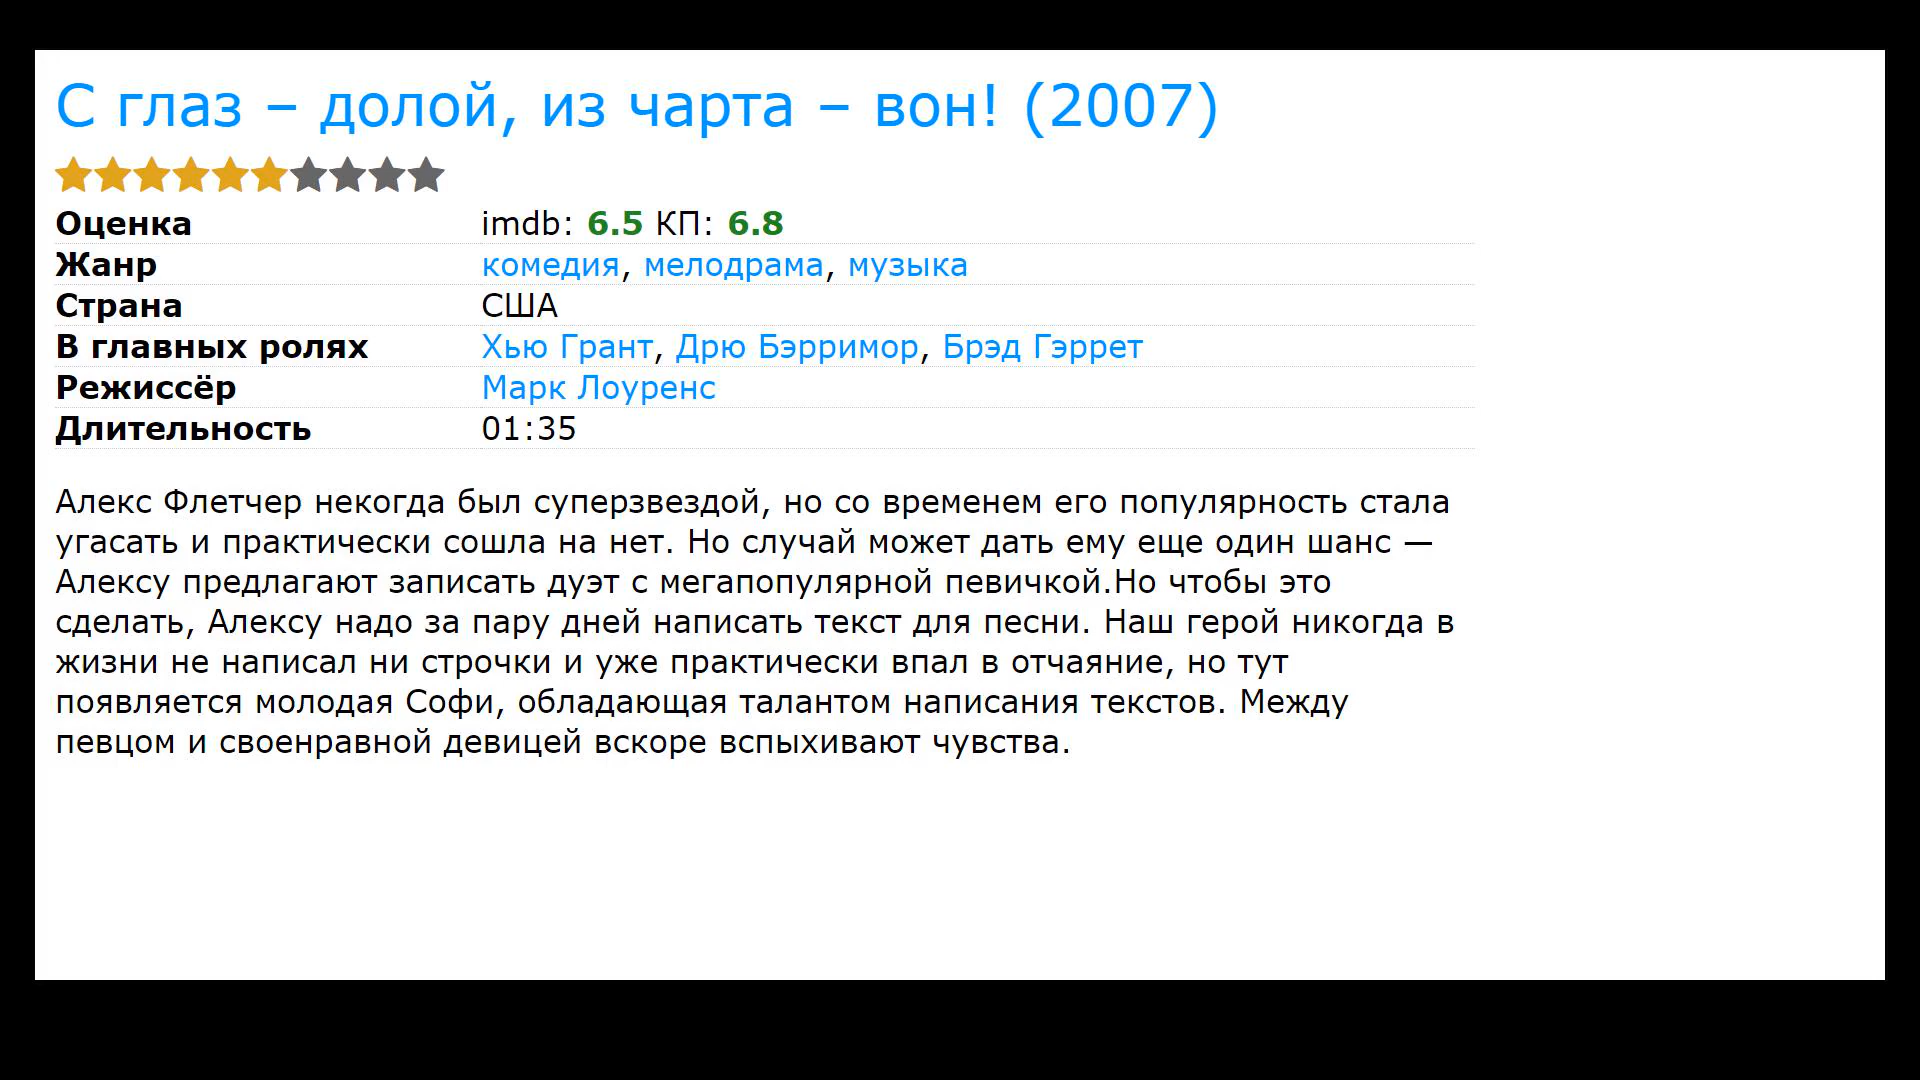 С глаз – долой, из чарта – вон! (2007)
Оценка imdb: 6.5 КП: 6.8
Жанр комедия, мелодрама, музыка
Страна США
В главных ролях Хью Грант, Дрю Бэрримор, Брэд Гэррет
Режиссёр Марк Лоуренс
Длительность 01:35
Алекс Флетчер некогда был суперзвездой, но со временем его популярность стала
угасать и практически сошла на нет. Но случай может дать ему еще один шанс —
Алексу предлагают записать дуэт с мегапопулярной певичкой.Но чтобы это
сделать, Алексу надо за пару дней написать текст для песни. Наш герой никогда в
жизни не написал ни строчки и уже практически впал в отчаяние, но тут
появляется молодая Софи, обладающая талантом написания текстов. Между
певцом и своенравной девицей вскоре вспыхивают чувства.